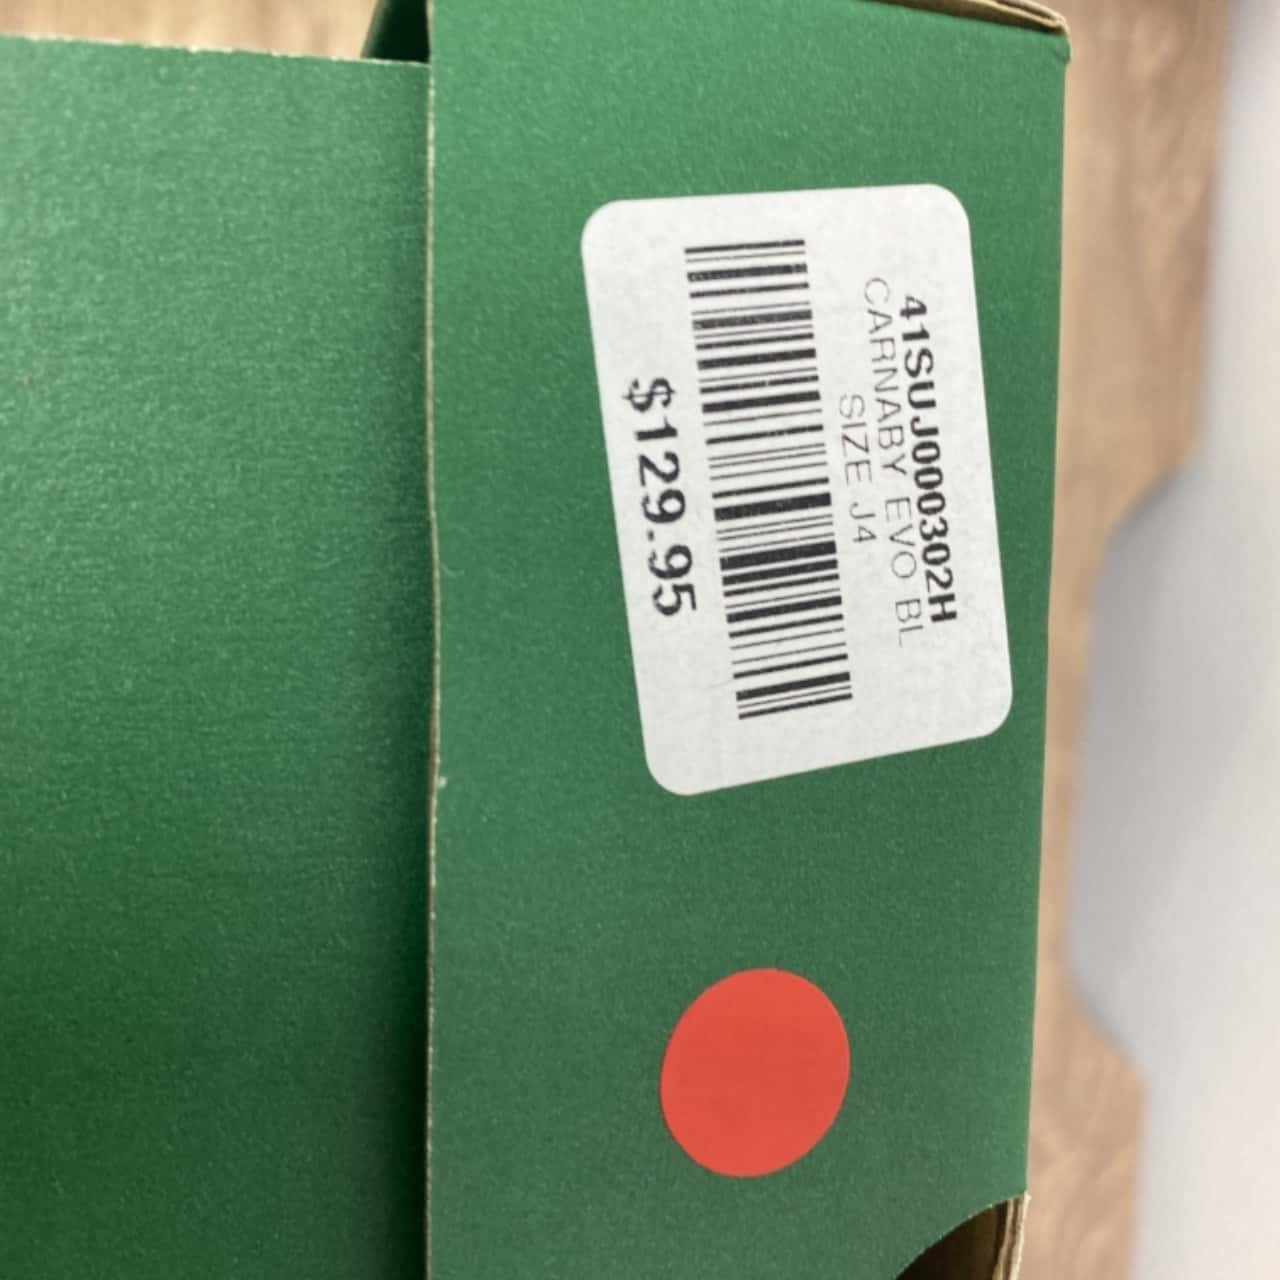 41SUJ000302H
CARNABY EVO BL
SIZE J4
$129.95